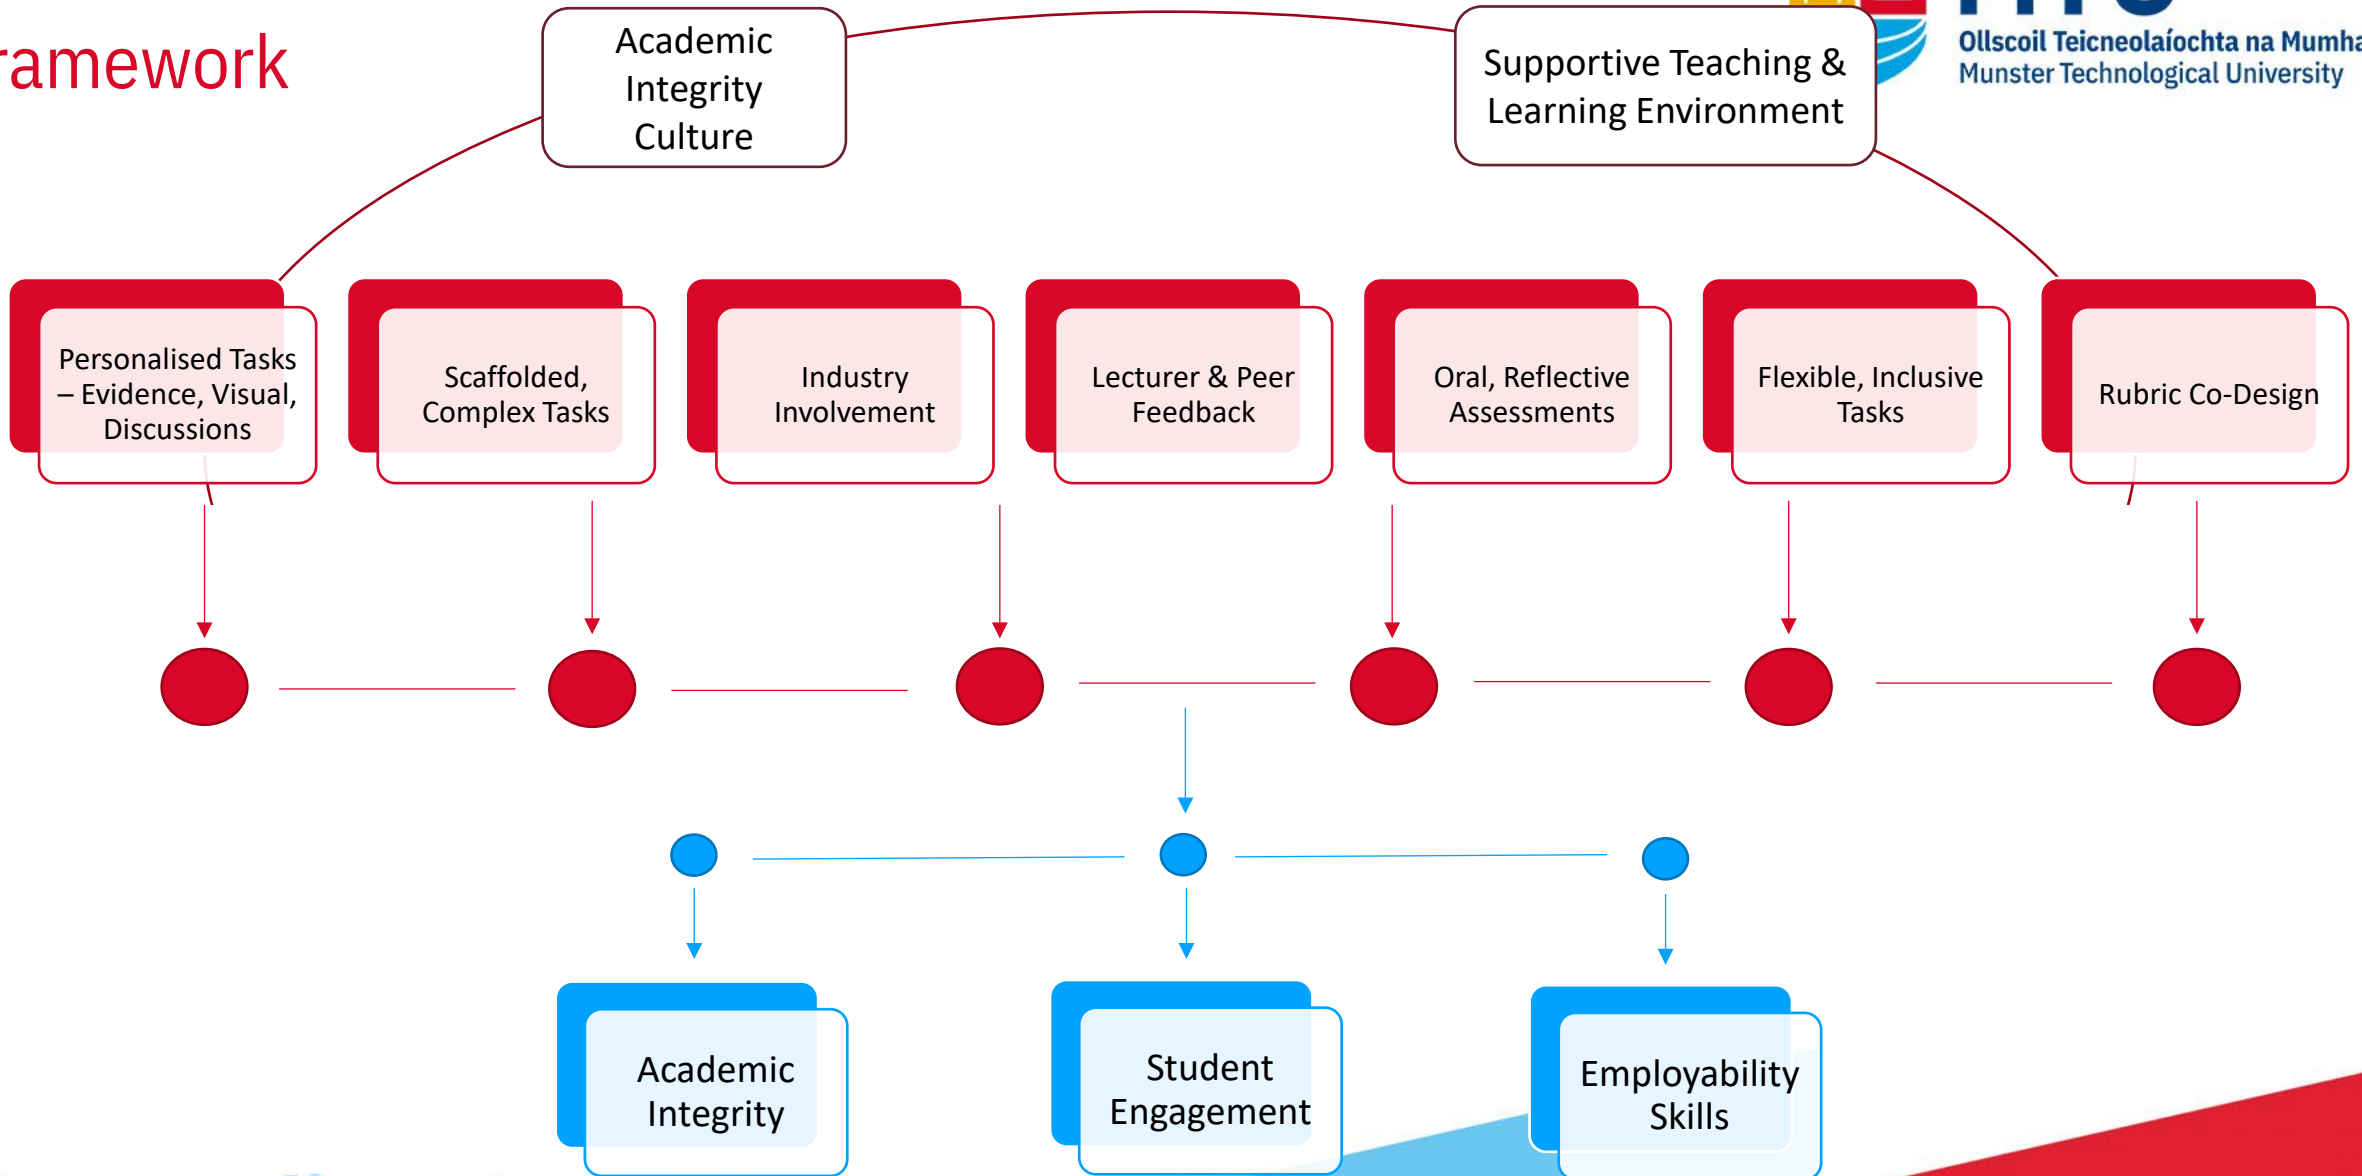 ramework
Academic
Integrity
Culture
Supportive Teaching &
Learning Environment
MTU
Ollscoil Teicneolaíochta na Mumha
Munster Technological University
Personalised Tasks
– Evidence, Visual,
Discussions
Scaffolded,
Complex Tasks
Industry
Involvement
Lecturer & Peer
Feedback
Oral, Reflective
Assessments
Flexible, Inclusive
Tasks
Rubric Co-Design
Academic
Integrity
Student
Engagement
Employability
Skills